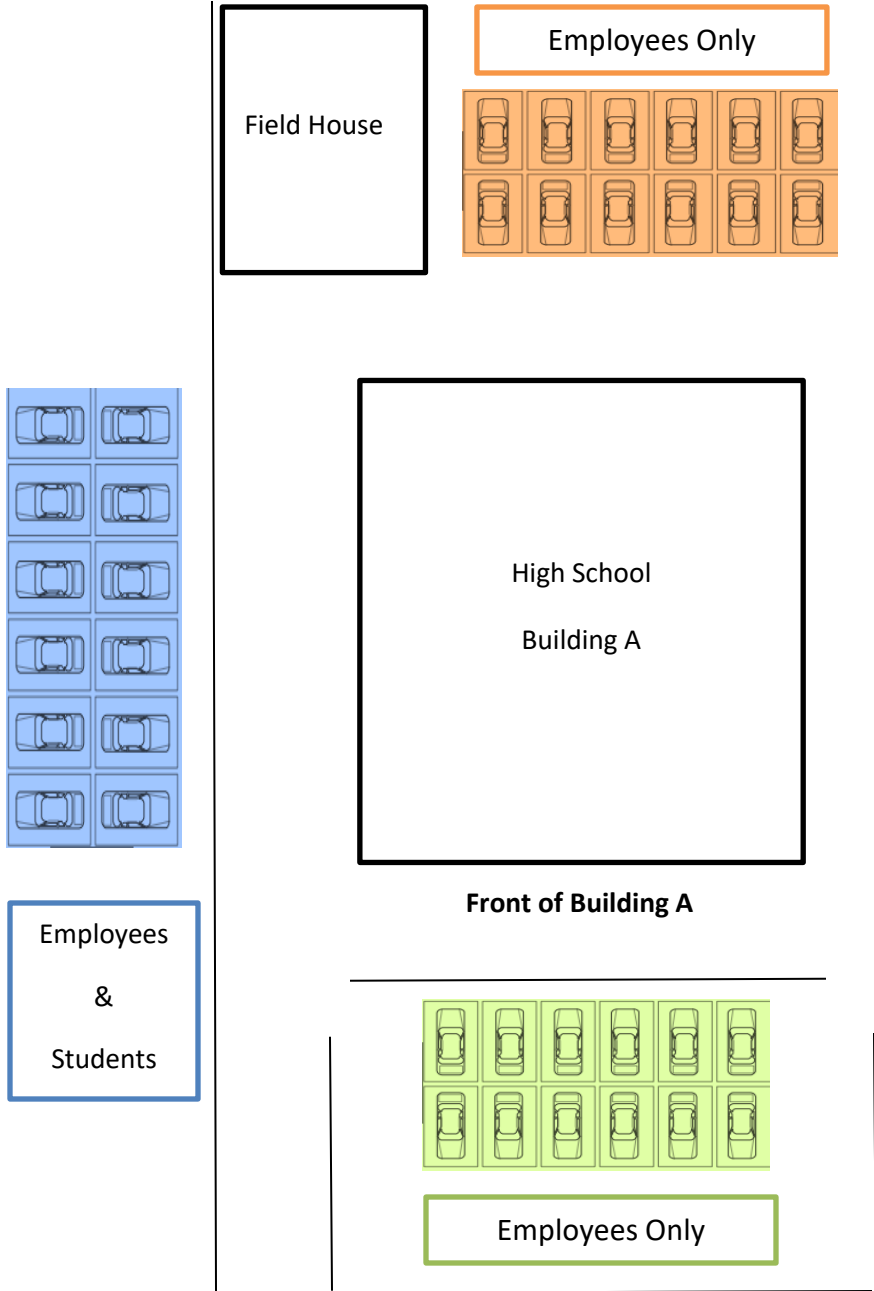 Employees Only
Field House
High School
Building A
Front of Building A
Employees
&
Students
Employees Only